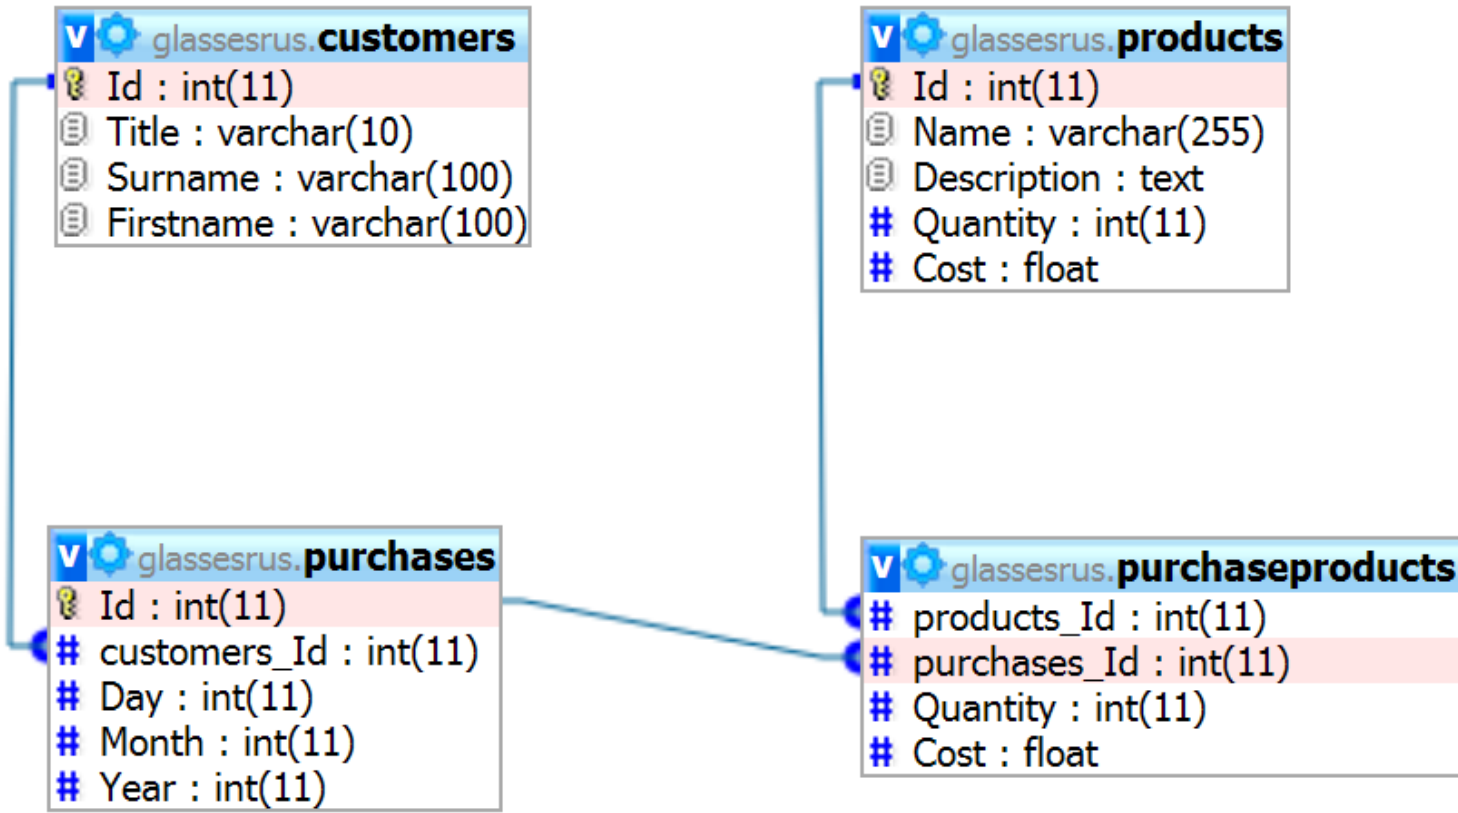 v glassesrus.customers
Id : int(11)
Title : varchar(10)
Surname : varchar(100)
Firstname : varchar(100)
v glassesrus.products
Id : int(11)
Name : varchar(255)
Description : text
# Quantity : int(11)
# Cost : float
v glassesrus.purchases
Id : int(11)
# customers_Id : int(11)
# Day : int(11)
# Month : int(11)
# Year : int(11)
v glassesrus.purchaseproducts
# products_Id : int(11)
# purchases_Id : int(11)
# Quantity : int(11)
# Cost : float